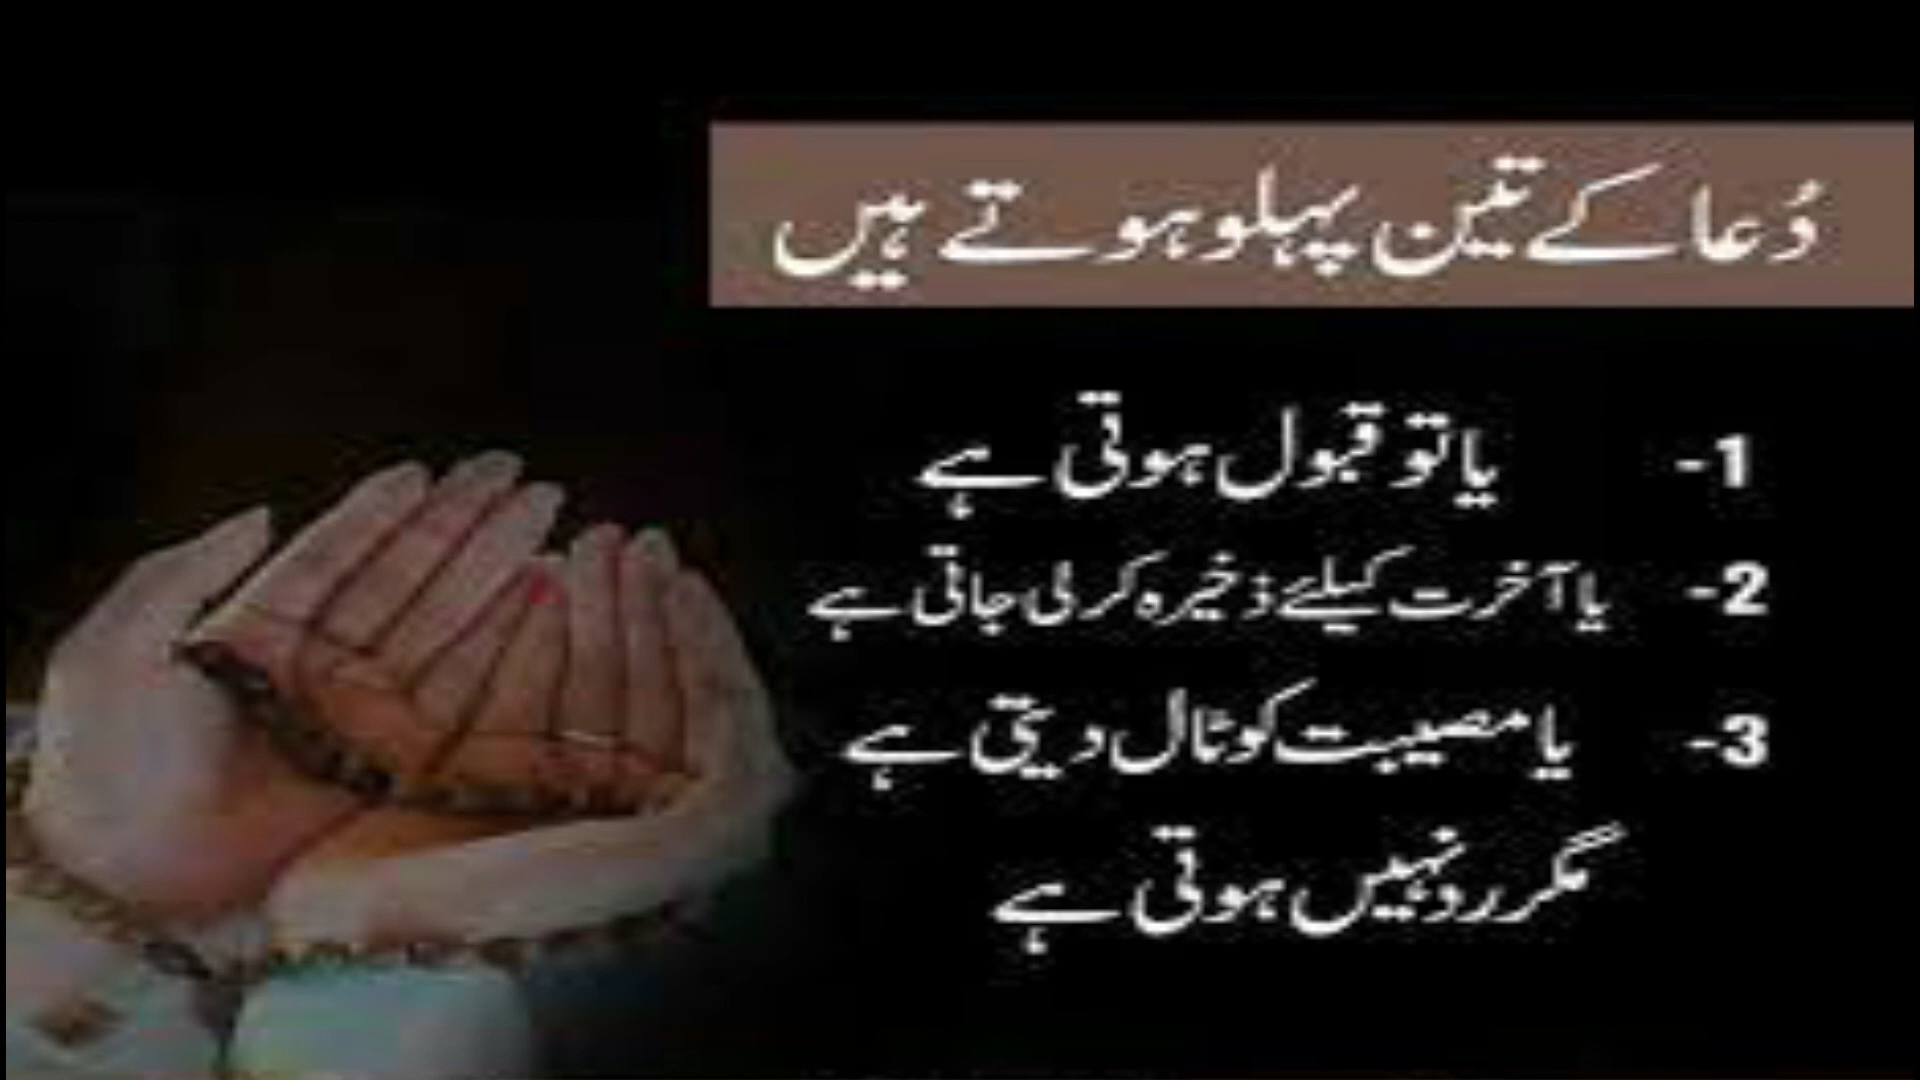 دُعا کے تین پہلو ہوتے ہیں
1- یا تو قبول ہوتی ہے
2- یا آخرت کیلئے ذخیرہ کر لی جاتی ہے
3- یا مصیبت کو ٹال دیتی ہے
مگر رد نہیں ہوتی ہے